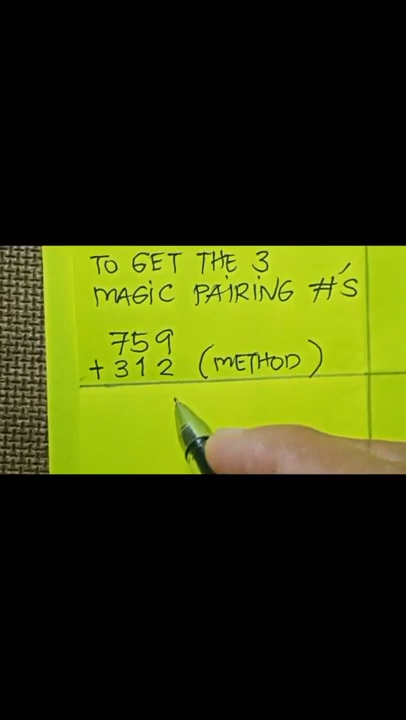 TO GET THE 3
MAGIC PAIRING #'S
759
+312 (METHOD)